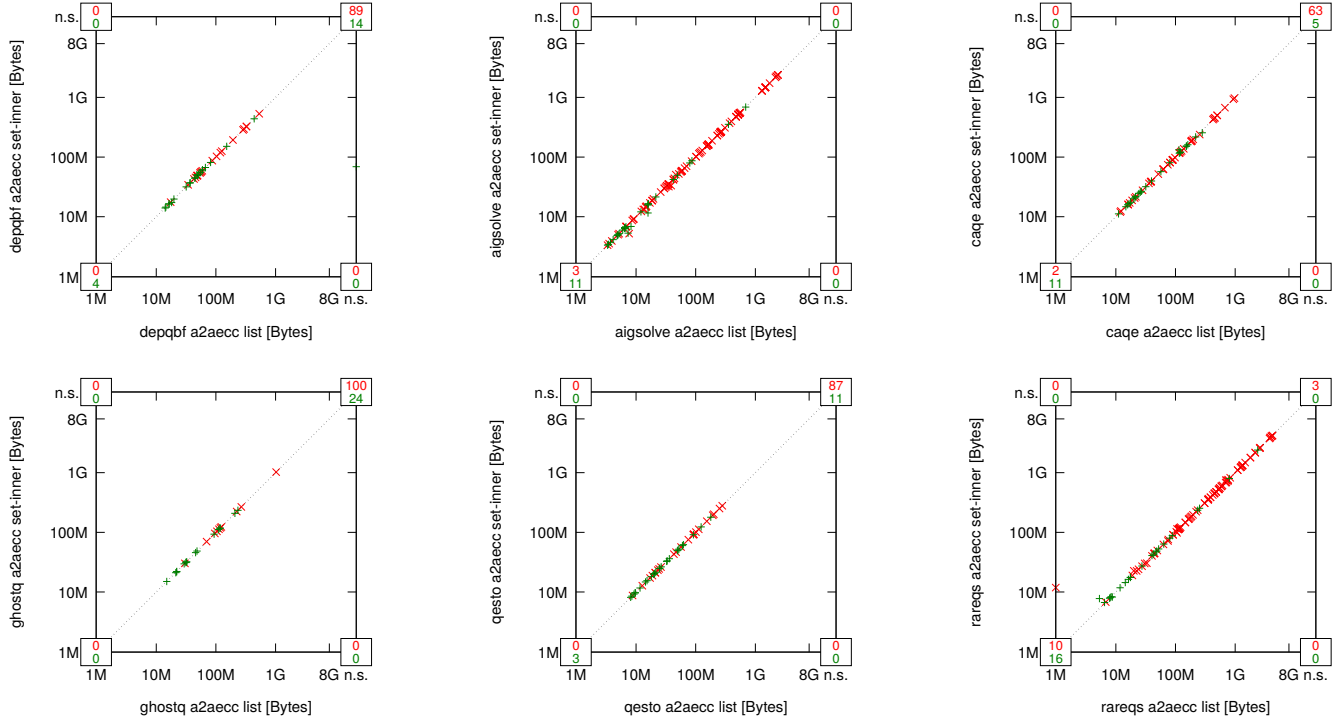 n.s.
0
0
89
14
8G
1G
100M
10M
1M
0
4
0
0
1M
10M
100M
1G
8G n.s.
depqbf a2aecc set-inner [Bytes]
depqbf a2aecc list [Bytes]
n.s.
0
0
0
0
8G
1G
100M
10M
1M
3
11
0
0
1M
10M
100M
1G
8G n.s.
aigsolve a2aecc set-inner [Bytes]
aigsolve a2aecc list [Bytes]
n.s.
0
0
63
5
8G
1G
100M
10M
1M
2
11
0
0
1M
10M
100M
1G
8G n.s.
caqe a2aecc set-inner [Bytes]
caqe a2aecc list [Bytes]
n.s.
0
0
100
24
8G
1G
100M
10M
1M
0
0
0
0
1M
10M
100M
1G
8G n.s.
ghostq a2aecc set-inner [Bytes]
ghostq a2aecc list [Bytes]
n.s.
0
0
87
11
8G
1G
100M
10M
1M
0
3
0
0
1M
10M
100M
1G
8G n.s.
qesto a2aecc set-inner [Bytes]
qesto a2aecc list [Bytes]
n.s.
0
0
3
0
8G
1G
100M
10M
1M
10
16
0
0
1M
10M
100M
1G
8G n.s.
rareqs a2aecc set-inner [Bytes]
rareqs a2aecc list [Bytes]